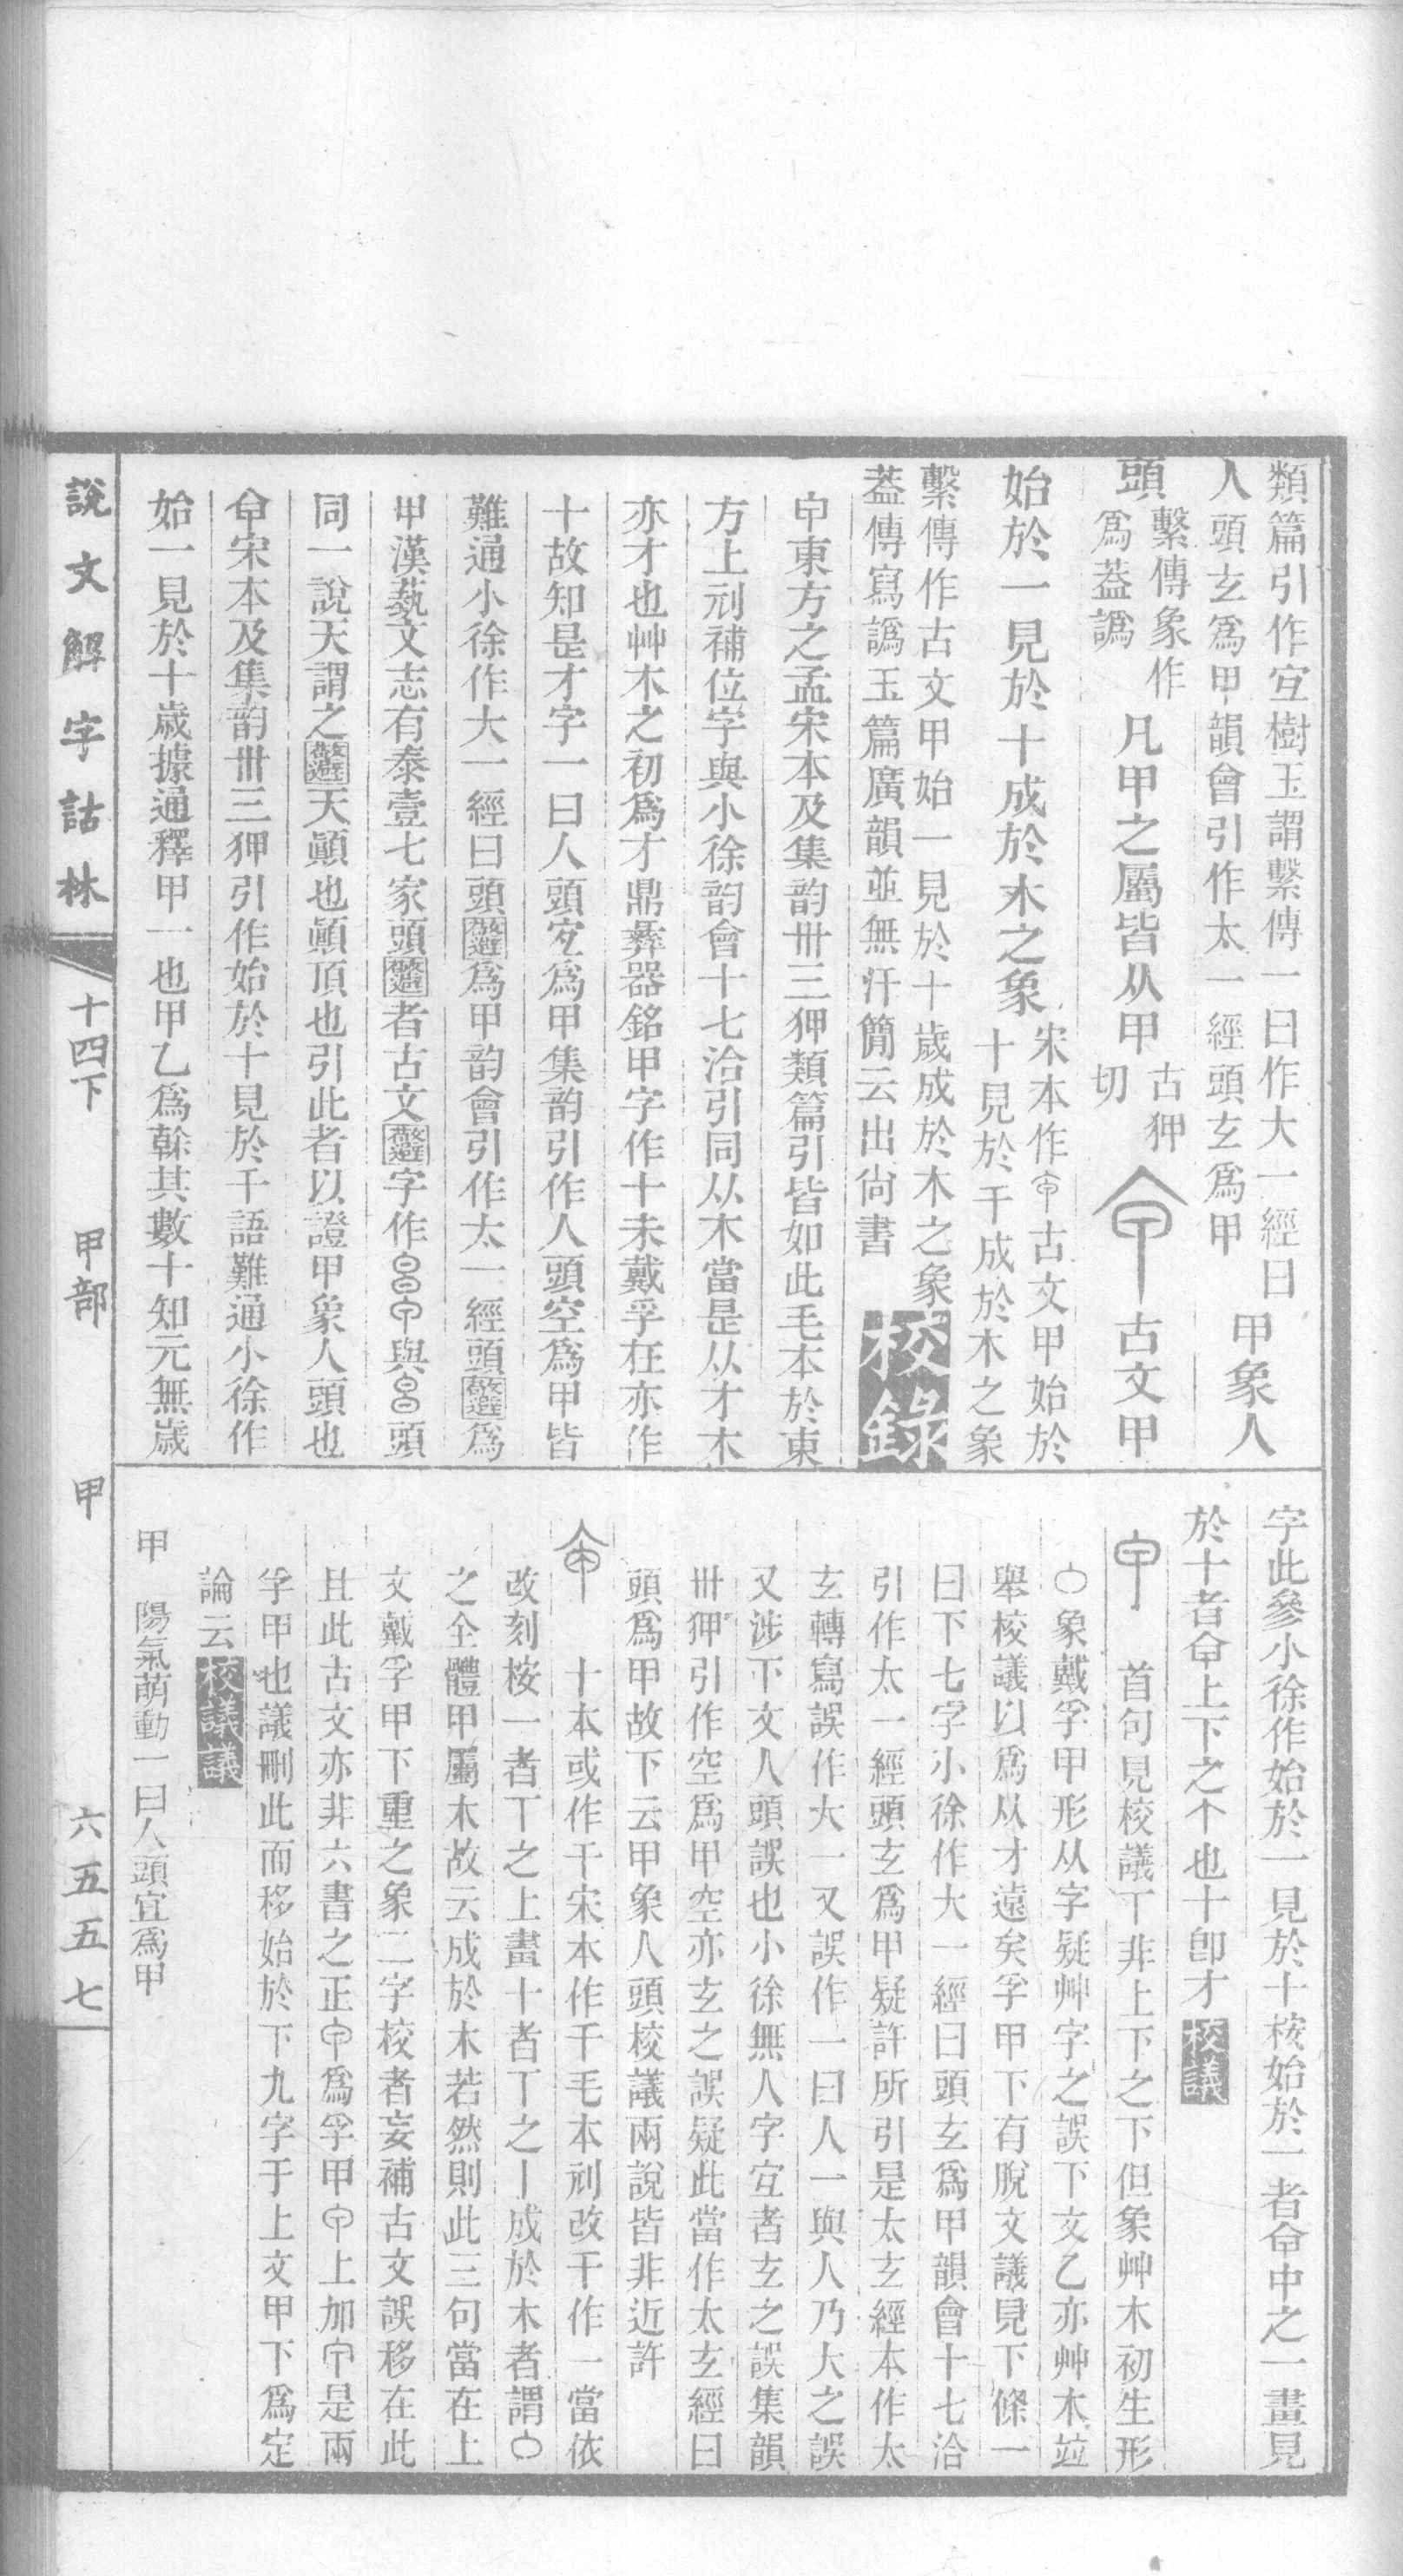 類篇引作宐樹玉謂繫傳一曰作大一經曰
人頭玄爲甲韻會引作太一經頭玄爲甲
甲象人
頭
繫傳象作
爲葢譌
凡甲之屬皆从甲
古狎
切
古文甲
始於一見於十成於木之象
宋本作古文甲始於
十見於千成於木之象
繫傳作古文甲始一見於十歲成於木之象
葢傳寫譌玉篇廣韻並無汗簡云出尙書
校錄
東方之孟宋本及集韵卅三狎類篇引皆如此毛本於東
方上剜補位字與小徐韵會十七洽引同从木當是从才木
亦才也艸木之初爲才鼎彝器銘甲字作十未戴孚在亦作
十故知是才字一曰人頭宐爲甲集韵引作人頭空爲甲皆
難通小徐作大一經曰頭爲甲韵會引作太一經頭爲
甲漢藝文志有泰壹七家頭者古文字作與頭
同一說天謂之天顚也顚頂也引此者以證甲象人頭也
宋本及集韵卅三狎引作始於十見於千語難通小徐作
始一見於十歲據通釋甲一也甲乙爲榦其數十知元無歲
字此參小徐作始於一見於十桉始於一者命中之一畫見
於十者命上下之个也十卽才
校議
首句見校議丅非上下之下但象艸木初生形
象戴孚甲形从字疑艸字之誤下文乙亦艸木竝
舉校議以爲从才遠矣孚甲下有脫文議見下條一
曰下七字小徐作大一經曰頭玄爲甲韻會十七洽
引作太一經頭玄爲甲疑許所引是太玄經本作太
玄轉寫誤作大一又誤作一曰人一與人乃大之誤
又涉下文人頭誤也小徐無人字宐者玄之誤集韻
卅狎引作空爲甲空亦玄之誤疑此當作太玄經曰
頭爲甲故下云甲象人頭校議兩說皆非近許
十本或作千宋本作千毛本剜改千作一當依
改刻桉一者丅之上畫十者丅之丨成於木者謂
之全體甲屬木故云成於木若然則此三句當在上
文戴孚甲下重之象二字校者妄補古文誤移在此
且此古文亦非六書之正爲孚甲上加是兩
孚甲也議刪此而移始於下九字于上文甲下爲定
論云
校議議
甲 陽氣萌動一曰人頭宜爲甲
說文解字詁林
十四下 甲部 甲
六五五七